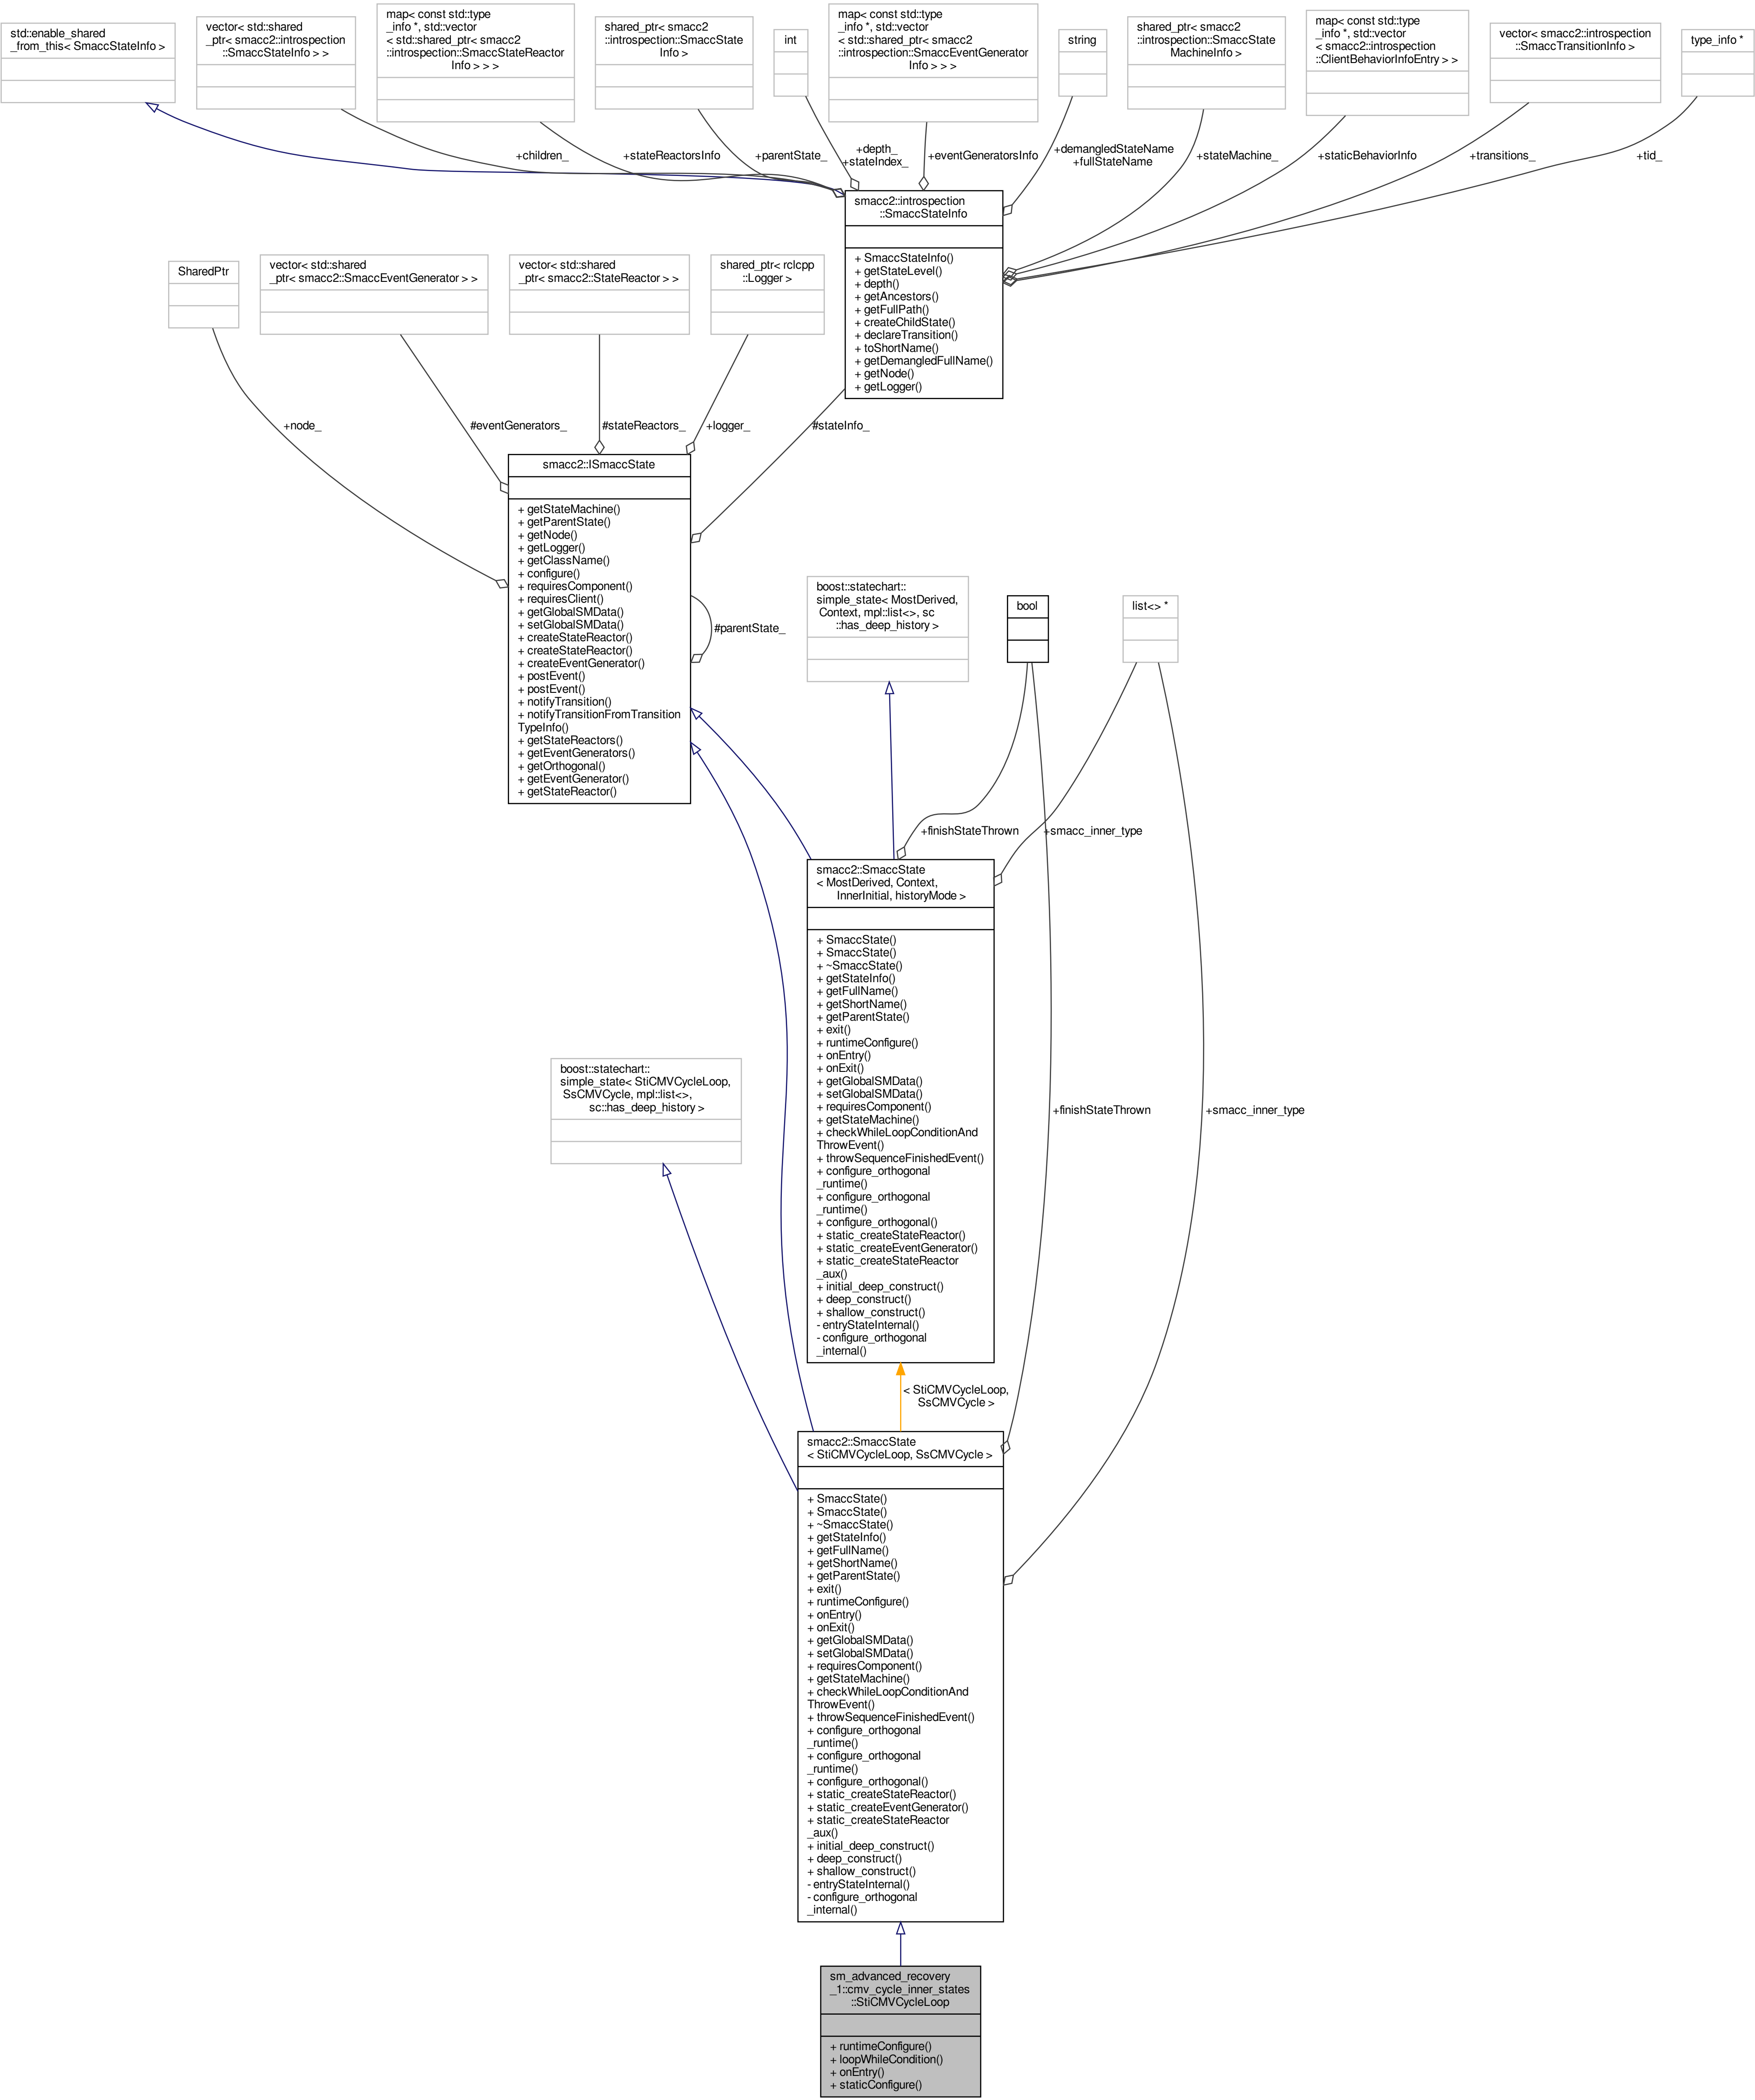 std::enable_shared
_from_this< SmaccStateInfo >
vector< std::shared
_ptr< smacc2::introspection
::SmaccStateInfo > >
map< const std::type
_info *, std::vector
< std::shared_ptr< smacc2
::introspection::SmaccStateReactor
Info > > >
shared_ptr< smacc2
::introspection::SmaccState
Info >
int
map< const std::type
_info *, std::vector
< std::shared_ptr< smacc2
::introspection::SmaccEventGenerator
Info > > >
string
shared_ptr< smacc2
::introspection::SmaccState
MachineInfo >
map< const std::type
_info *, std::vector
< smacc2::introspection
::ClientBehaviorInfoEntry > >
vector< smacc2::introspection
::SmaccTransitionInfo >
type_info *
+children_
+stateReactorsInfo
+parentState_
+depth_
+stateIndex_
+eventGeneratorsInfo
+demangledStateName
+fullStateName
+stateMachine_
+staticBehaviorInfo
+transitions_
+tid_
smacc2::introspection
::SmaccStateInfo
+ SmaccStateInfo()
+ getStateLevel()
+ depth()
+ getAncestors()
+ getFullPath()
+ createChildState()
+ declareTransition()
+ toShortName()
+ getDemangledFullName()
+ getNode()
+ getLogger()
SharedPtr
vector< std::shared
_ptr< smacc2::SmaccEventGenerator > >
vector< std::shared
_ptr< smacc2::StateReactor > >
shared_ptr< rclcpp
::Logger >
+node_
#eventGenerators_
#stateReactors_
+logger_
#stateInfo_
smacc2::ISmaccState
+ getStateMachine()
+ getParentState()
+ getNode()
+ getLogger()
+ getClassName()
+ configure()
+ requiresComponent()
+ requiresClient()
+ getGlobalSMData()
+ setGlobalSMData()
+ createStateReactor()
+ createStateReactor()
+ createEventGenerator()
+ postEvent()
+ postEvent()
+ notifyTransition()
+ notifyTransitionFromTransition
TypeInfo()
+ getStateReactors()
+ getEventGenerators()
+ getOrthogonal()
+ getEventGenerator()
+ getStateReactor()
#parentState_
boost::statechart::
simple_state< MostDerived,
Context, mpl::list<>, sc
::has_deep_history >
bool
list<> *
+finishStateThrown
+smacc_inner_type
smacc2::SmaccState
< MostDerived, Context,
InnerInitial, historyMode >
+ SmaccState()
+ SmaccState()
+ ~SmaccState()
+ getStateInfo()
+ getFullName()
+ getShortName()
+ getParentState()
+ exit()
+ runtimeConfigure()
+ onEntry()
+ onExit()
+ getGlobalSMData()
+ setGlobalSMData()
+ requiresComponent()
+ getStateMachine()
+ checkWhileLoopConditionAnd
ThrowEvent()
+ throwSequenceFinishedEvent()
+ configure_orthogonal
_runtime()
+ configure_orthogonal
_runtime()
+ configure_orthogonal()
+ static_createStateReactor()
+ static_createEventGenerator()
+ static_createStateReactor
_aux()
+ initial_deep_construct()
+ deep_construct()
+ shallow_construct()
- entryStateInternal()
- configure_orthogonal
_internal()
boost::statechart::
simple_state< StiCMVCycleLoop,
SsCMVCycle, mpl::list<>,
sc::has_deep_history >
+finishStateThrown
+smacc_inner_type
< StiCMVCycleLoop,
SsCMVCycle >
smacc2::SmaccState
< StiCMVCycleLoop, SsCMVCycle >
+ SmaccState()
+ SmaccState()
+ ~SmaccState()
+ getStateInfo()
+ getFullName()
+ getShortName()
+ getParentState()
+ exit()
+ runtimeConfigure()
+ onEntry()
+ onExit()
+ getGlobalSMData()
+ setGlobalSMData()
+ requiresComponent()
+ getStateMachine()
+ checkWhileLoopConditionAnd
ThrowEvent()
+ throwSequenceFinishedEvent()
+ configure_orthogonal
_runtime()
+ configure_orthogonal
_runtime()
+ configure_orthogonal()
+ static_createStateReactor()
+ static_createEventGenerator()
+ static_createStateReactor
_aux()
+ initial_deep_construct()
+ deep_construct()
+ shallow_construct()
- entryStateInternal()
- configure_orthogonal
_internal()
sm_advanced_recovery
_1::cmv_cycle_inner_states
::StiCMVCycleLoop
+ runtimeConfigure()
+ loopWhileCondition()
+ onEntry()
+ staticConfigure()